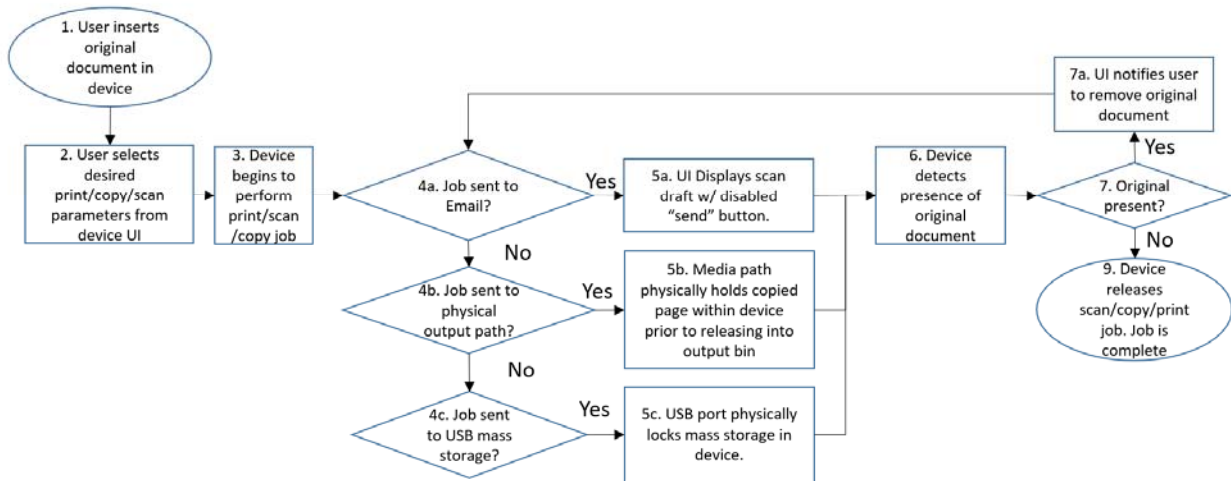 1. User inserts
original
document in
device
2. User selects
desired
print/copy/scan
parameters from
device UI
3. Device
begins to
perform
print/scan
/copy job
4a. Job sent to
Email?
Yes
No
5a. UI Displays scan
draft w/ disabled
“send” button.
4b. Job sent to
physical
output path?
Yes
No
5b. Media path
physically holds copied
page within device
prior to releasing into
output bin
4c. Job sent
to USB mass
storage?
Yes
5c. USB port physically
locks mass storage in
device.
6. Device
detects
presence of
original
document
7. Original
present?
Yes
7a. UI notifies user
to remove original
document
No
9. Device
releases
scan/copy/print
job. Job is
complete